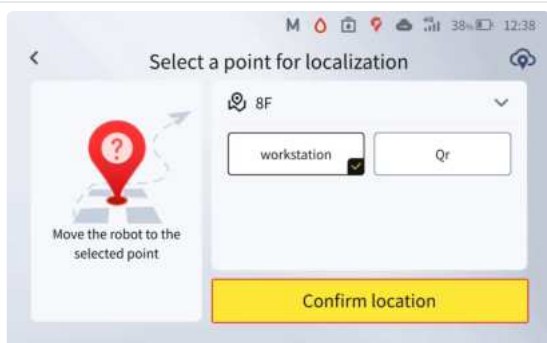 M 4G 38% 12:38
Select a point for localization
8F
workstation
Qr
?
Move the robot to the
selected point
Confirm location